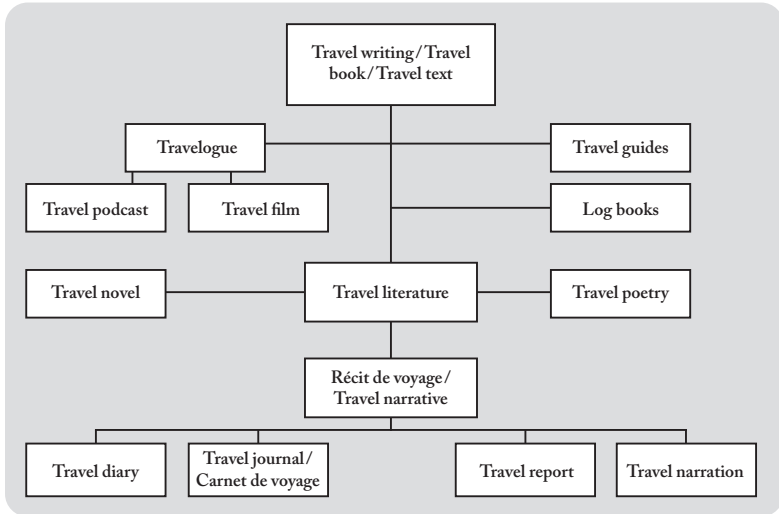 Travel writing/Travel
book/Travel text
Travelogue
Travel guides
Travel podcast
Travel film
Log books
Travel novel
Travel literature
Travel poetry
Récit de voyage/
Travel narrative
Travel diary
Travel journal/
Carnet de voyage
Travel report
Travel narration